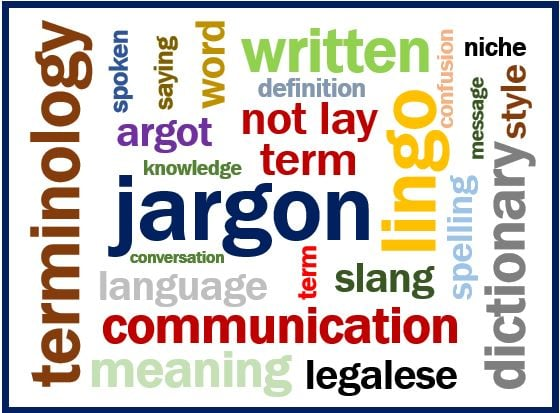 terminology
spoken
saying
word
written
niche
definition
confusion
message
style
argot
not lay
term
lingo
knowledge
jargon
dictionary
spelling
conversation
language
term
slang
communication
meaning
legalese